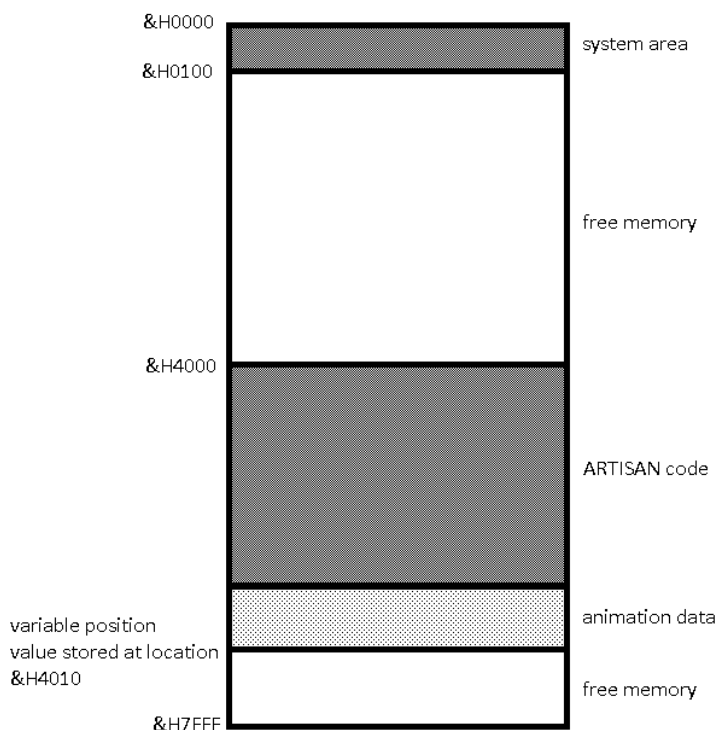 &H0000
system area
&H0100
free memory
&H4000
ARTISAN code
animation data
variable position
value stored at location
&H4010
free memory
&H7FFF